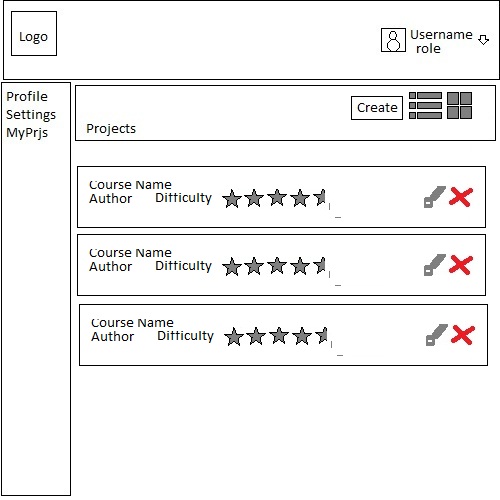 Logo
Username
role
Profile
Settings
MyPrjs
Create
Projects
Course Name
Author Difficulty
Course Name
Author Difficulty
Course Name
Author Difficulty